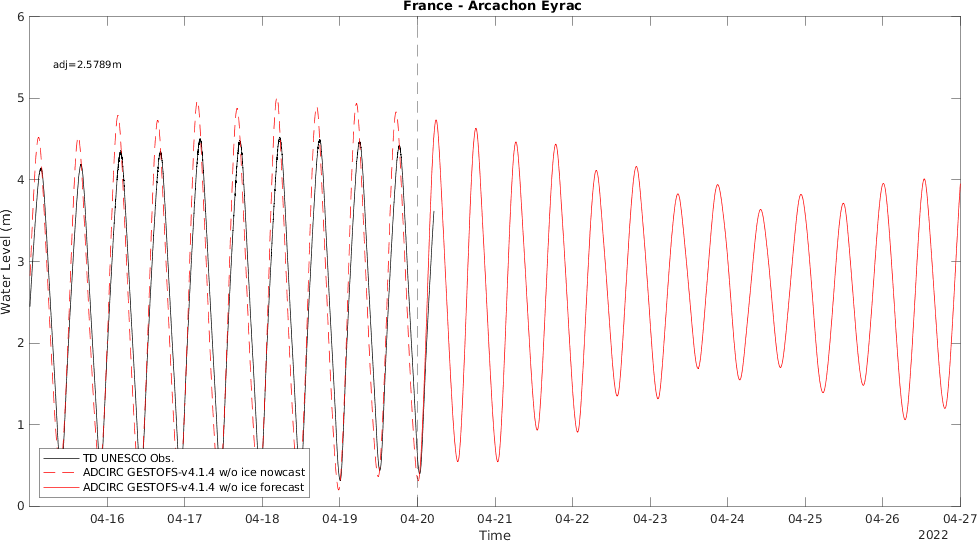 France - Arcachon Eyrac
6
adj=2.5789m
5
4
3
2
1
0
Water Level (m)
TD UNESCO Obs.
ADCIRC GESTOFS-v4.1.4 w/o ice nowcast
ADCIRC GESTOFS-v4.1.4 w/o ice forecast
04-16 04-17 04-18 04-19 04-20 04-21 04-22 04-23 04-24 04-25 04-26 04-27
Time
2022